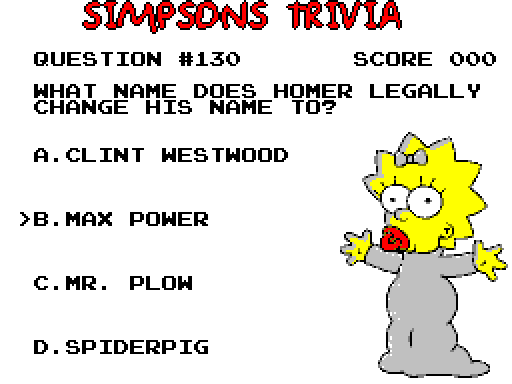 SIMPSONS TRIVIA
QUESTION #130 SCORE 000
WHAT NAME DOES HOMER LEGALLY
CHANGE HIS NAME TO?
A.CLINT WESTWOOD
>B.MAX POWER
C.MR. PLOW
D.SPIDERPIG